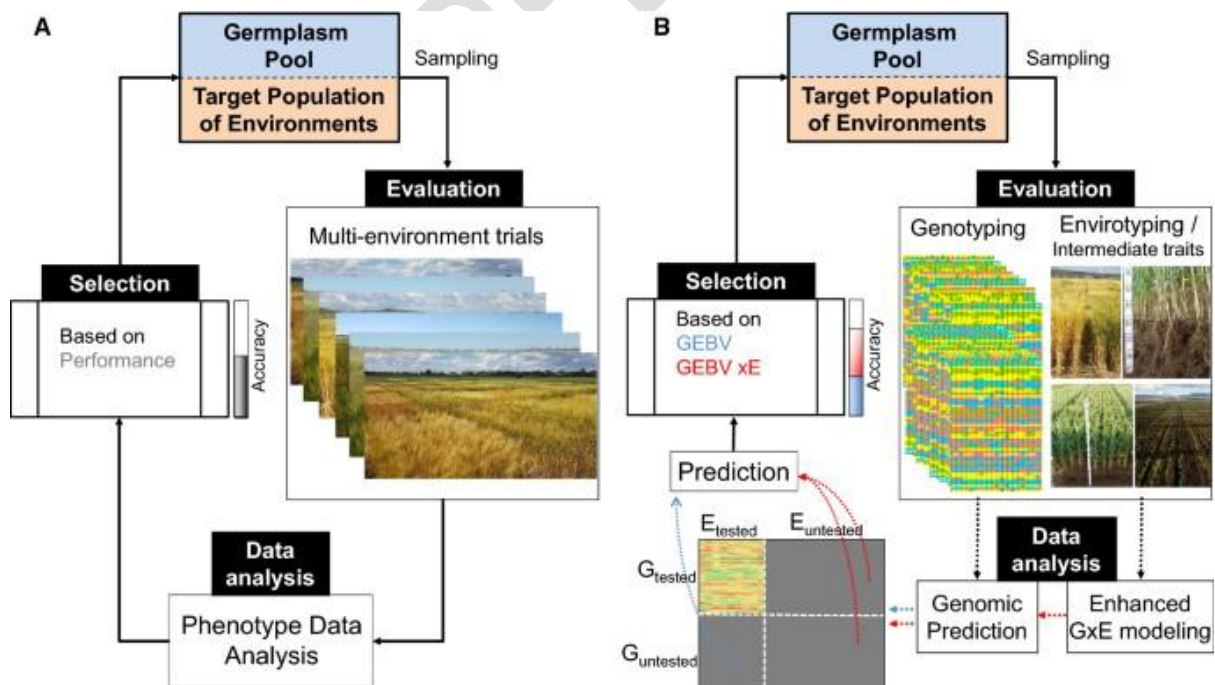 A
Germplasm
Pool
Target Population
of Environments
Sampling
Evaluation
Multi-environment trials
Selection
Based on
Performance
Accuracy
Data
analysis
Phenotype Data
Analysis
B
Germplasm
Pool
Target Population
of Environments
Sampling
Evaluation
Genotyping
Envirotyping /
Intermediate traits
Selection
Based on
GEBV
GEBV xE
Accuracy
Prediction
Etested
Euntested
Gtested
Guntested
Data
analysis
Genomic
Prediction
Enhanced
GxE modeling